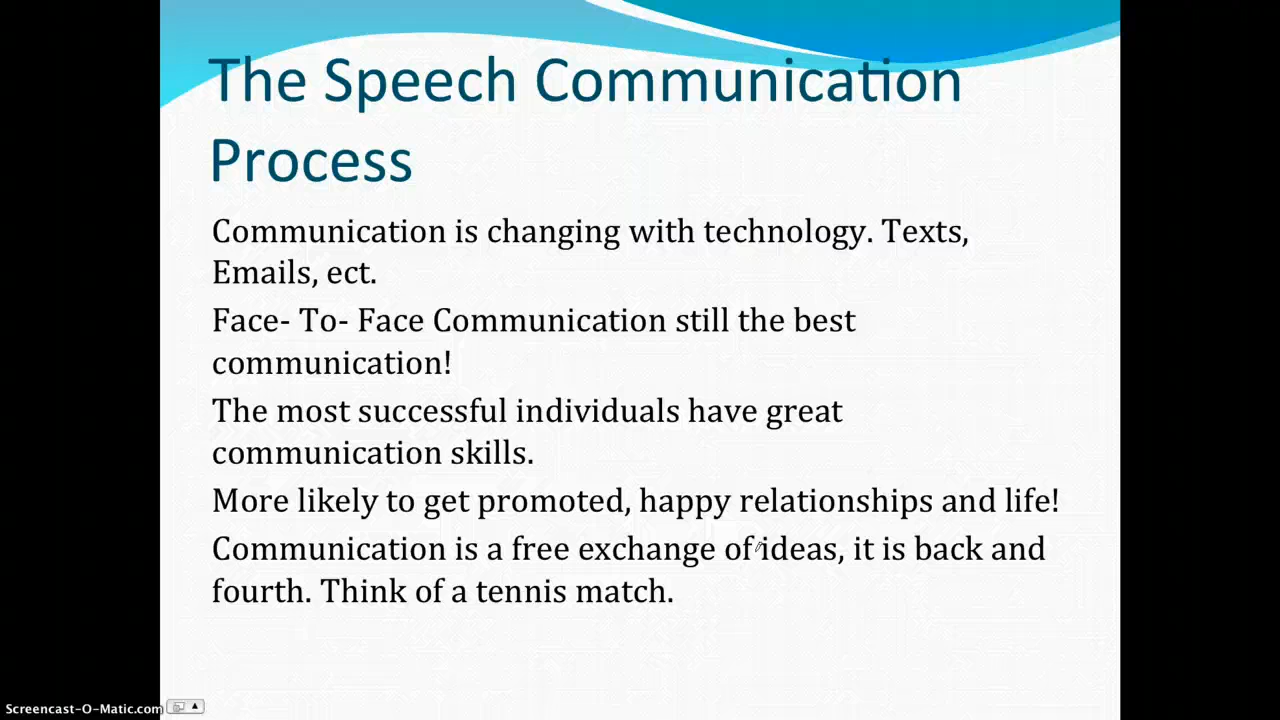 The Speech Communication
Process
Communication is changing with technology. Texts,
Emails, ect.
Face- To- Face Communication still the best
communication!
The most successful individuals have great
communication skills.
More likely to get promoted, happy relationships and life!
Communication is a free exchange of ideas, it is back and
fourth. Think of a tennis match.
Screencast-O-Matic.com